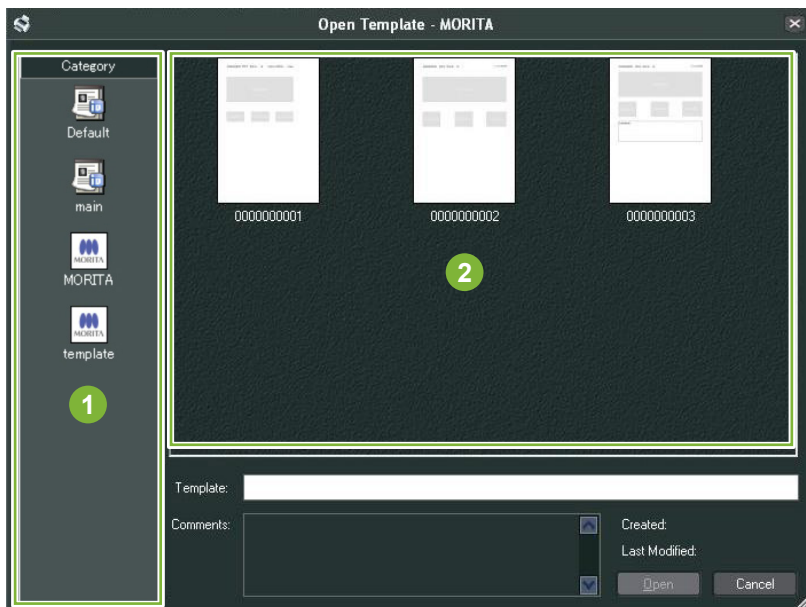 Open Template - MORITA
Category
Default
main
MORITA
MORITA
MORITA
template
1
0000000001
0000000002
0000000003
2
Template:
Comments:
Created:
Last Modified:
Open
Cancel